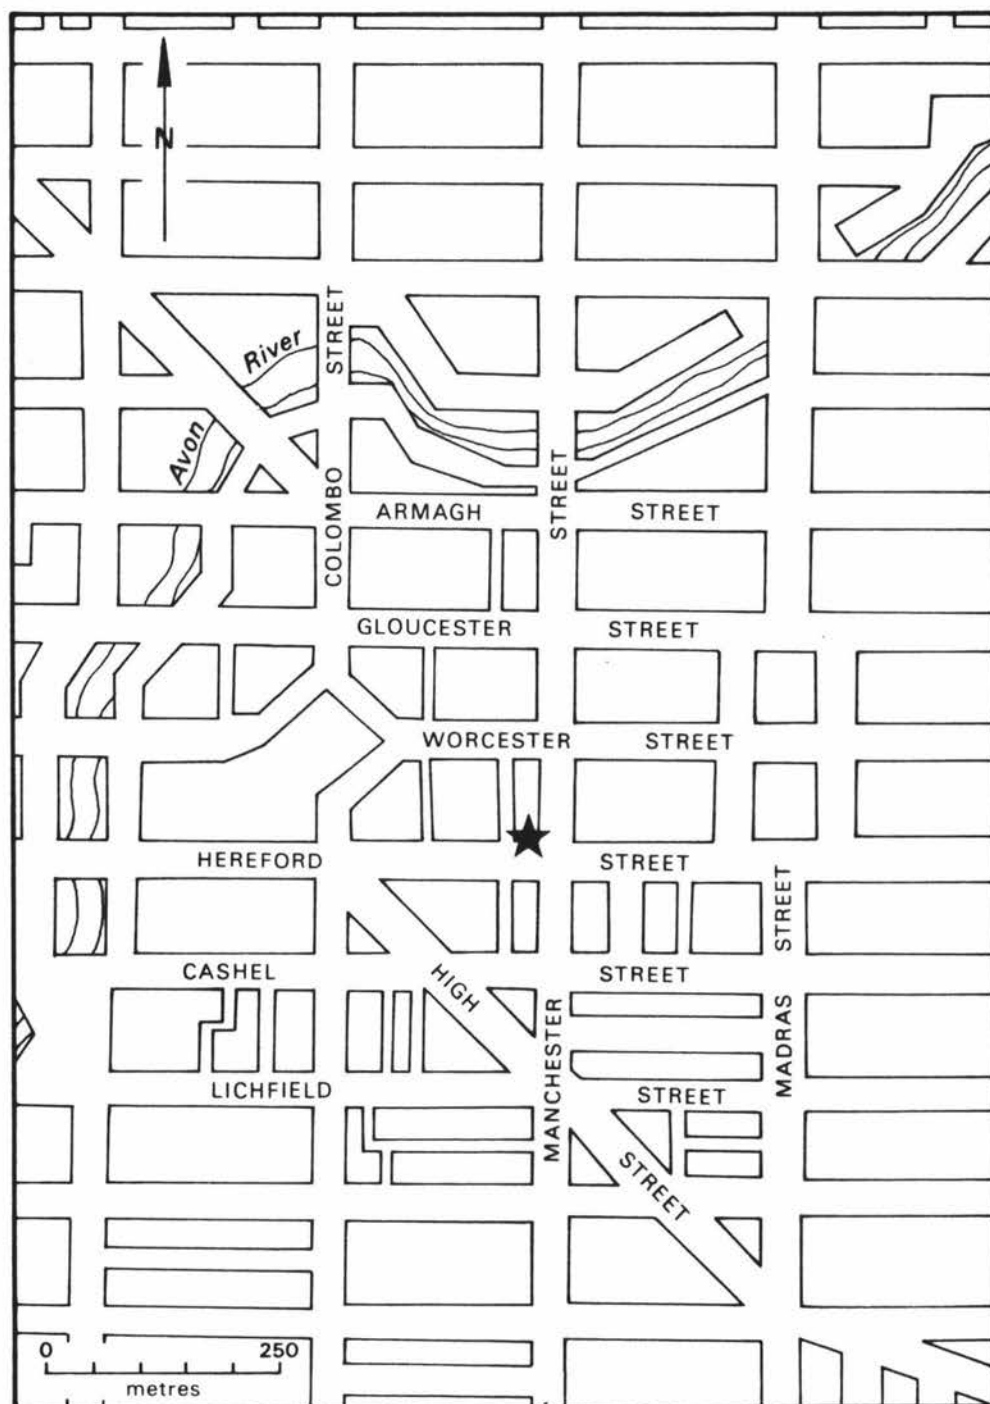 N
River
STREET
Avon
COLOMBO
STREET
ARMAGH STREET
GLOUCESTER STREET
WORCESTER STREET
HEREFORD STREET
STREET
CASHEL STREET
HIGH
MANCHESTER
MADRAS
LICHFIELD STREET
STREET
0 250
metres